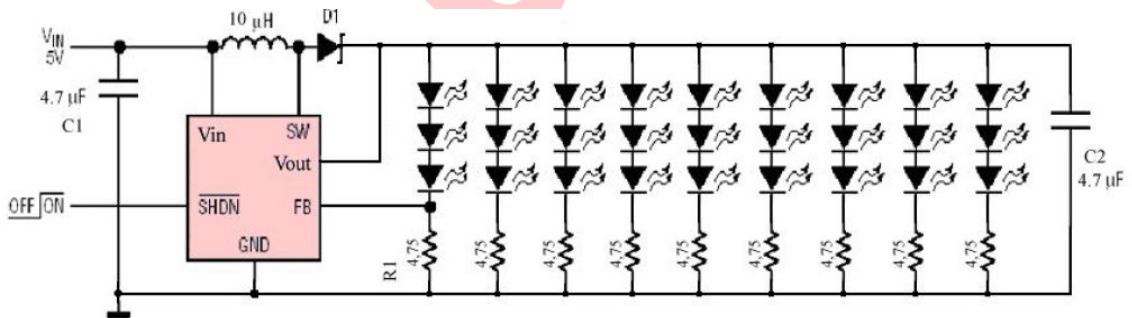 10 µH
D1
VIN
5V
4.7 µF
C1
Vin
SW
Vout
SHDN
FB
GND
OFF ON
R1
4.75
4.75
4.75
4.75
4.75
4.75
4.75
4.75
4.75
C2
4.7 µF